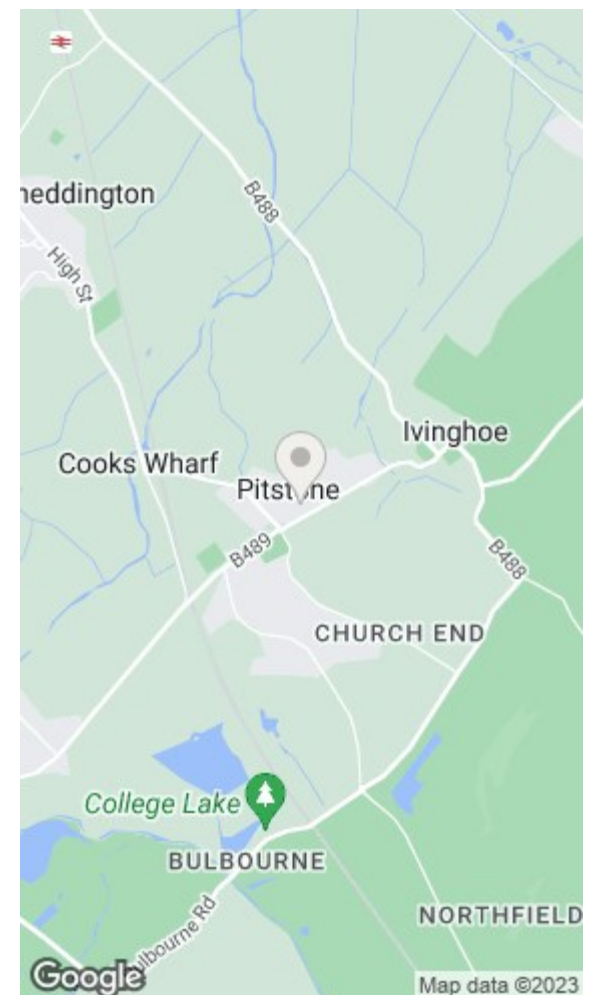 heddington
B488
High St
Ivinghoe
Cooks Wharf
Pitstone
B489
B488
CHURCH END
College Lake
BULBOURNE
ulbourne Rd
NORTHFIELD
Google
Map data ©2023